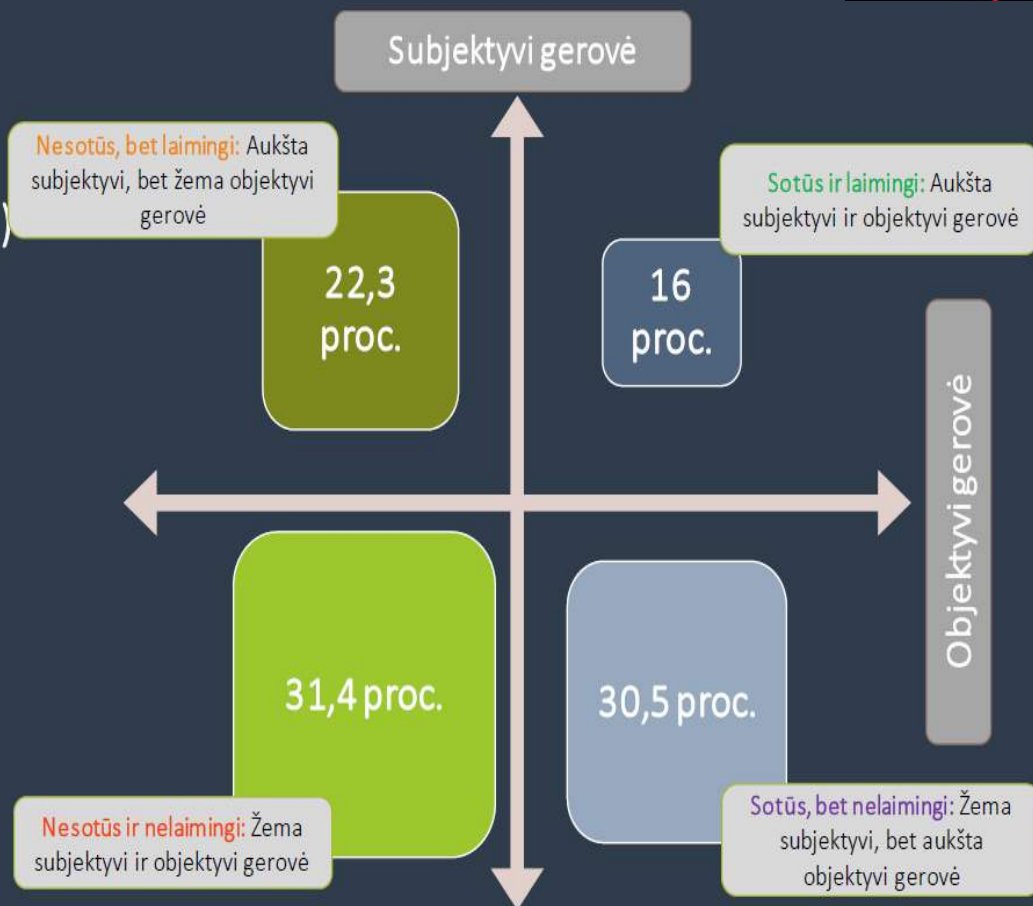 Subjektyvi gerovė
Nesotūs, bet laimingi: Aukšta
subjektyvi, bet žema objektyvi
gerovė
)
Sotūs ir laimingi: Aukšta
subjektyvi ir objektyvi gerovė
22,3
proc.
16
proc.
Objektyvi gerovė
31,4 proc.
30,5 proc.
Nesotūs ir nelaimingi: Žema
subjektyvi ir objektyvi gerovė
Sotūs, bet nelaimingi: Žema
subjektyvi, bet aukšta
objektyvi gerovė